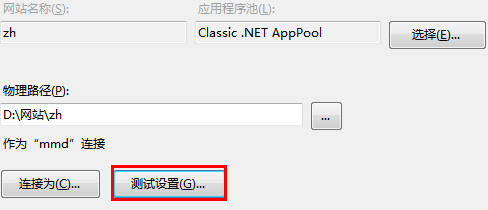 网站名称(S):
应用程序池(L):
zh
Classic .NET AppPool
选择(E)...
物理路径(P):
D:\网站\zh
...
作为“mmd”连接
连接为(C)...
测试设置(G)...